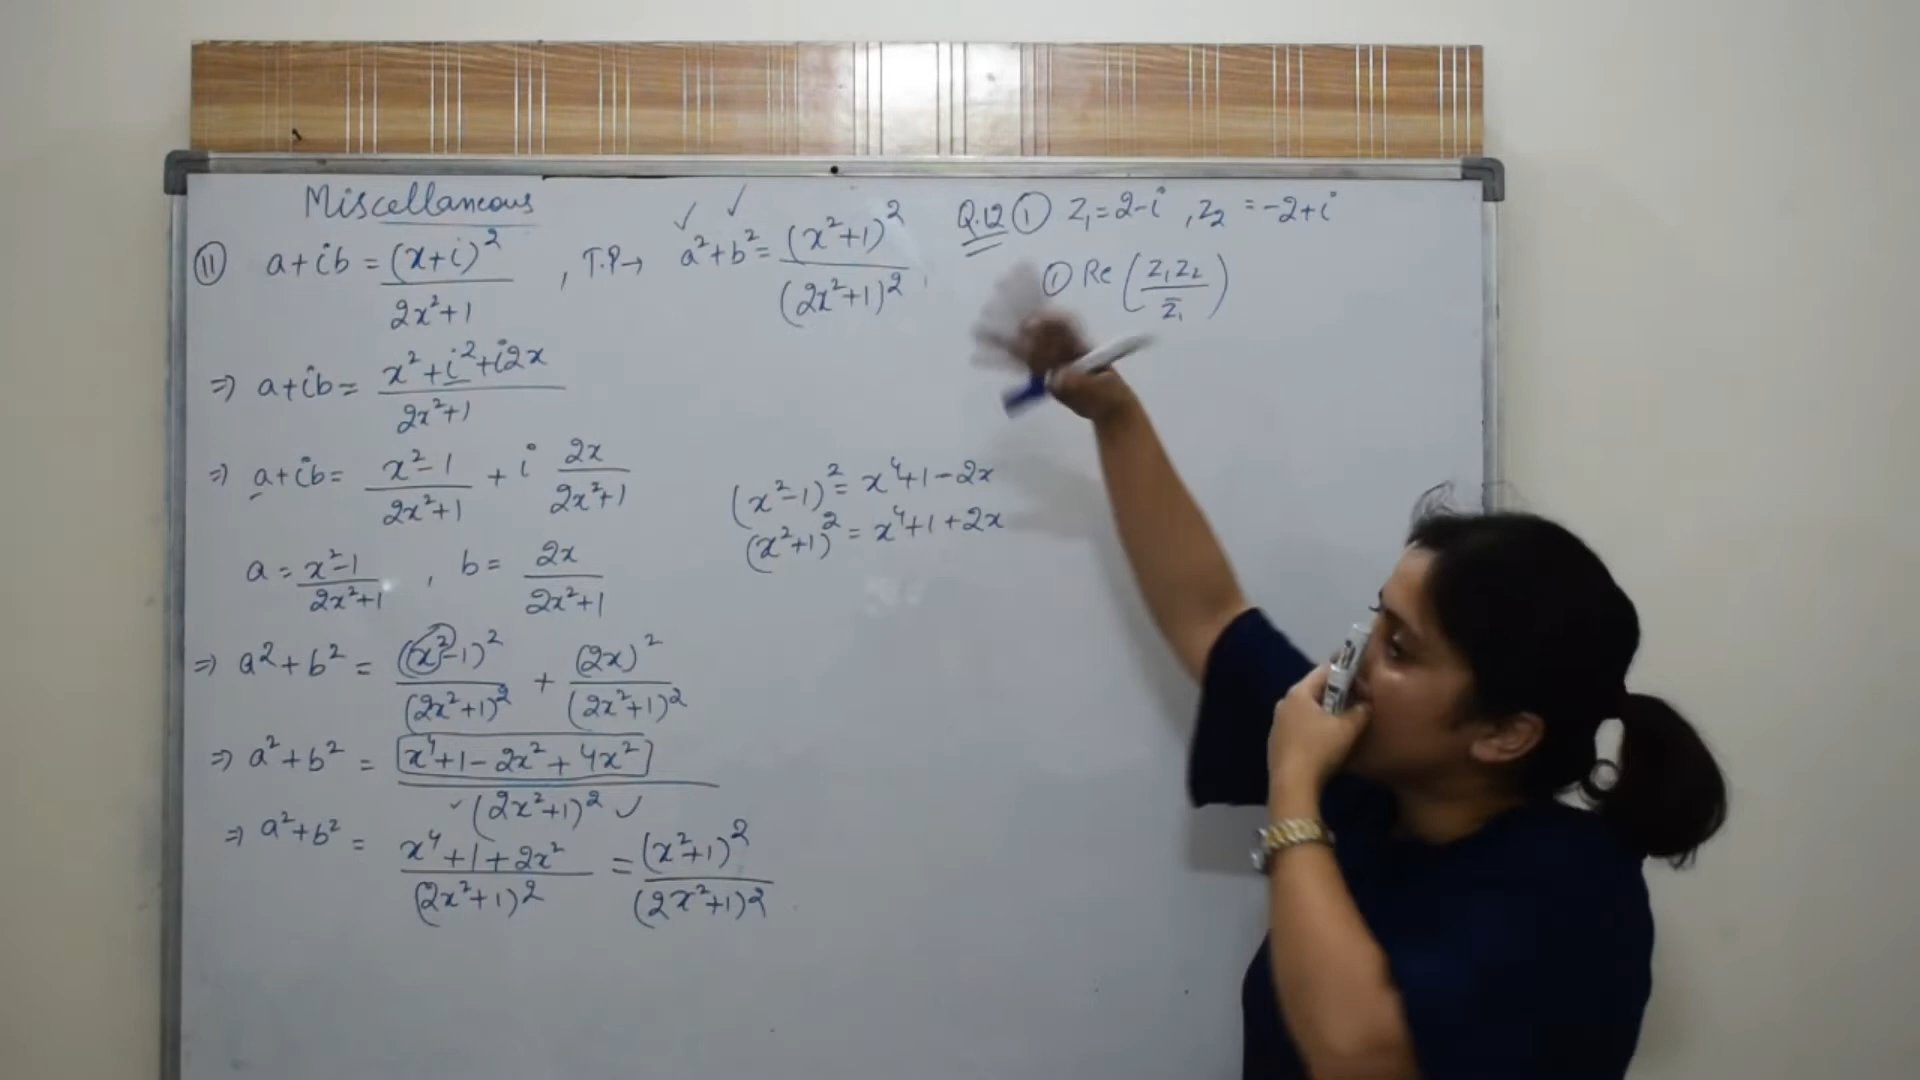 Miscellaneous
⑪ a+ib = (x+i)² / 2x²+1 , T.P→ a²+b² = (x²+1)² / (2x²+1)²
⇒ a+ib = x²+i²+i2x / 2x²+1
⇒ a+ib = x²-1 / 2x²+1 + i 2x / 2x²+1
a = x²-1 / 2x²+1 , b = 2x / 2x²+1
⇒ a²+b² = (x²-1)² / (2x²+1)² + (2x)² / (2x²+1)²
⇒ a²+b² = x⁴+1-2x²+4x² / (2x²+1)²
⇒ a²+b² = x⁴+1+2x² / (2x²+1)² = (x²+1)² / (2x²+1)²
(x²-1)² = x⁴+1-2x
(x²+1)² = x⁴+1+2x
Q.12 ① Z₁=2-i , Z₂ =-2+i
① Re (Z₁Z₂ / Z̄₁)